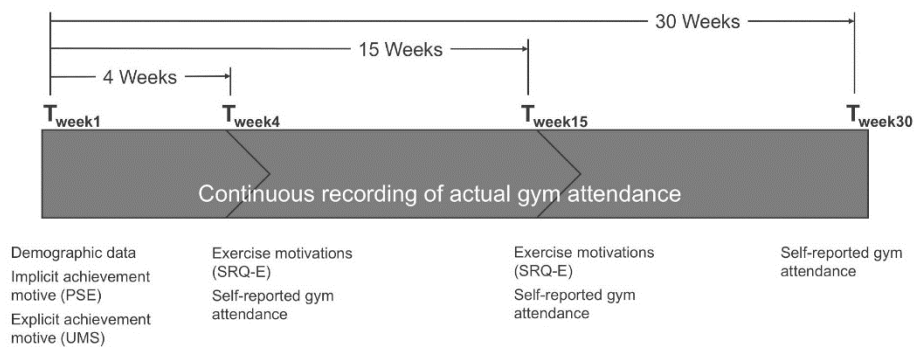 30 Weeks
15 Weeks
4 Weeks
Tweek1
Tweek4
Tweek15
Tweek30
Continuous recording of actual gym attendance
Demographic data
Implicit achievement
motive (PSE)
Explicit achievement
motive (UMS)
Exercise motivations
(SRQ-E)
Self-reported gym
attendance
Exercise motivations
(SRQ-E)
Self-reported gym
attendance
Self-reported gym
attendance